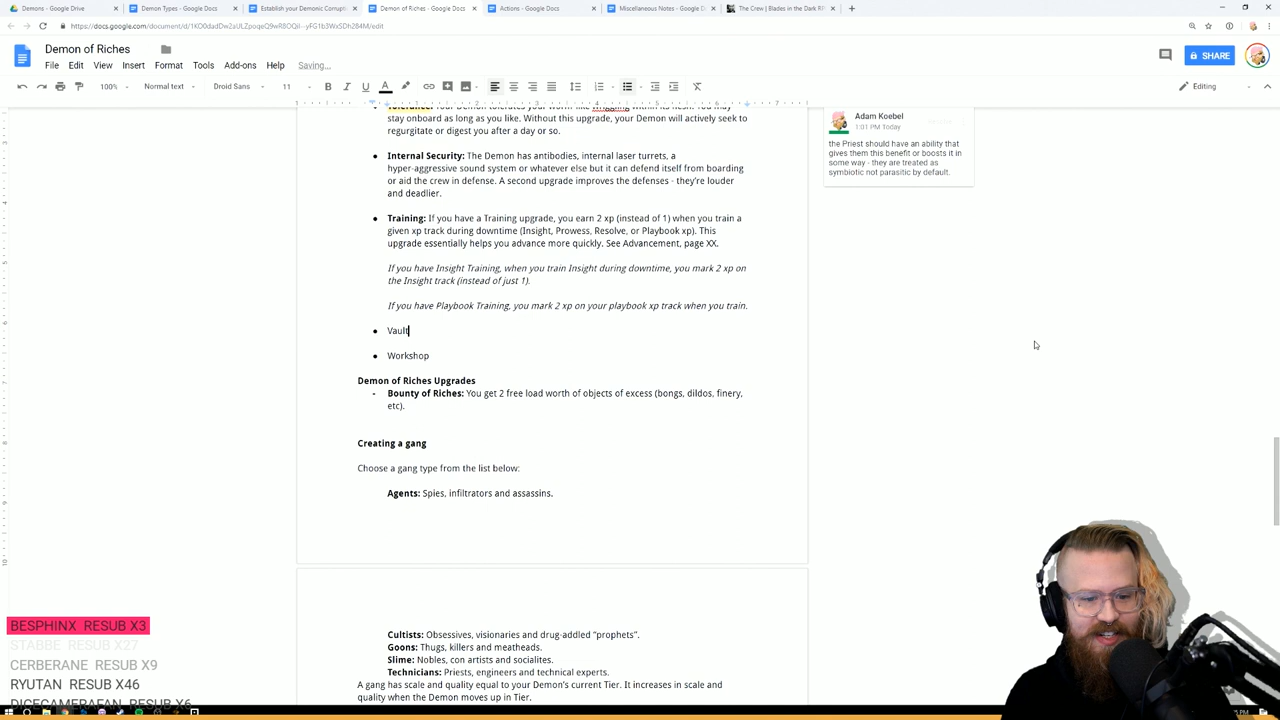 Demons - Google Drive
Demon Types - Google Docs
Establish your Demonic Corrupti
Demon of Riches - Google Docs
Actions - Google Docs
Miscellaneous Notes - Google D
The Crew | Blades in the Dark RP
Demon of Riches
File Edit View Insert Format Tools Add-ons Help Saving...
SHARE
100% Normal text Droid Sans 11 Editing
stay onboard as long as you like. Without this upgrade, your Demon will actively seek to
regurgitate or digest you after a day or so.
● Internal Security: The Demon has antibodies, internal laser turrets, a
hyper-aggressive sound system or whatever else but it can defend itself from boarding
or aid the crew in defense. A second upgrade improves the defenses - they're louder
and deadlier.
● Training: If you have a Training upgrade, you earn 2 xp (instead of 1) when you train a
given xp track during downtime (Insight, Prowess, Resolve, or Playbook xp). This
upgrade essentially helps you advance more quickly. See Advancement, page XX.
If you have Insight Training, when you train Insight during downtime, you mark 2 xp on
the Insight track (instead of just 1).
If you have Playbook Training, you mark 2 xp on your playbook xp track when you train.
● Vault
● Workshop
Demon of Riches Upgrades
- Bounty of Riches: You get 2 free load worth of objects of excess (bongs, dildos, finery,
etc).
Creating a gang
Choose a gang type from the list below:
Agents: Spies, infiltrators and assassins.
Cultists: Obsessives, visionaries and drug-addled "prophets".
Goons: Thugs, killers and meatheads.
Slime: Nobles, con artists and socialites.
Technicians: Priests, engineers and technical experts.
A gang has scale and quality equal to your Demon's current Tier. It increases in scale and
quality when the Demon moves up in Tier.
Adam Koebel
1:01 PM Today
the Priest should have an ability that
gives them this benefit or boosts it in
some way - they are treated as
symbiotic not parasitic by default.
BESPHINX RESUB X3
STABBE RESUB X27
CERBERANE RESUB X9
RYUTAN RESUB X46
DICECAMERAFAN RESUB X6